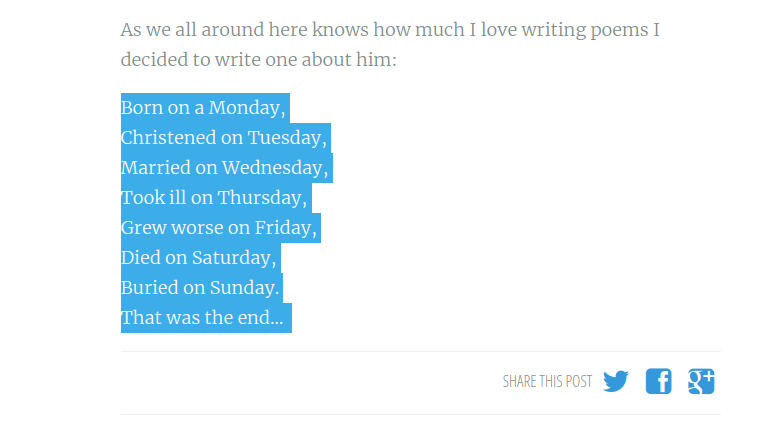 As we all around here knows how much I love writing poems I
decided to write one about him:
Born on a Monday,
Christened on Tuesday,
Married on Wednesday,
Took ill on Thursday,
Grew worse on Friday,
Died on Saturday,
Buried on Sunday.
That was the end...
SHARE THIS POST